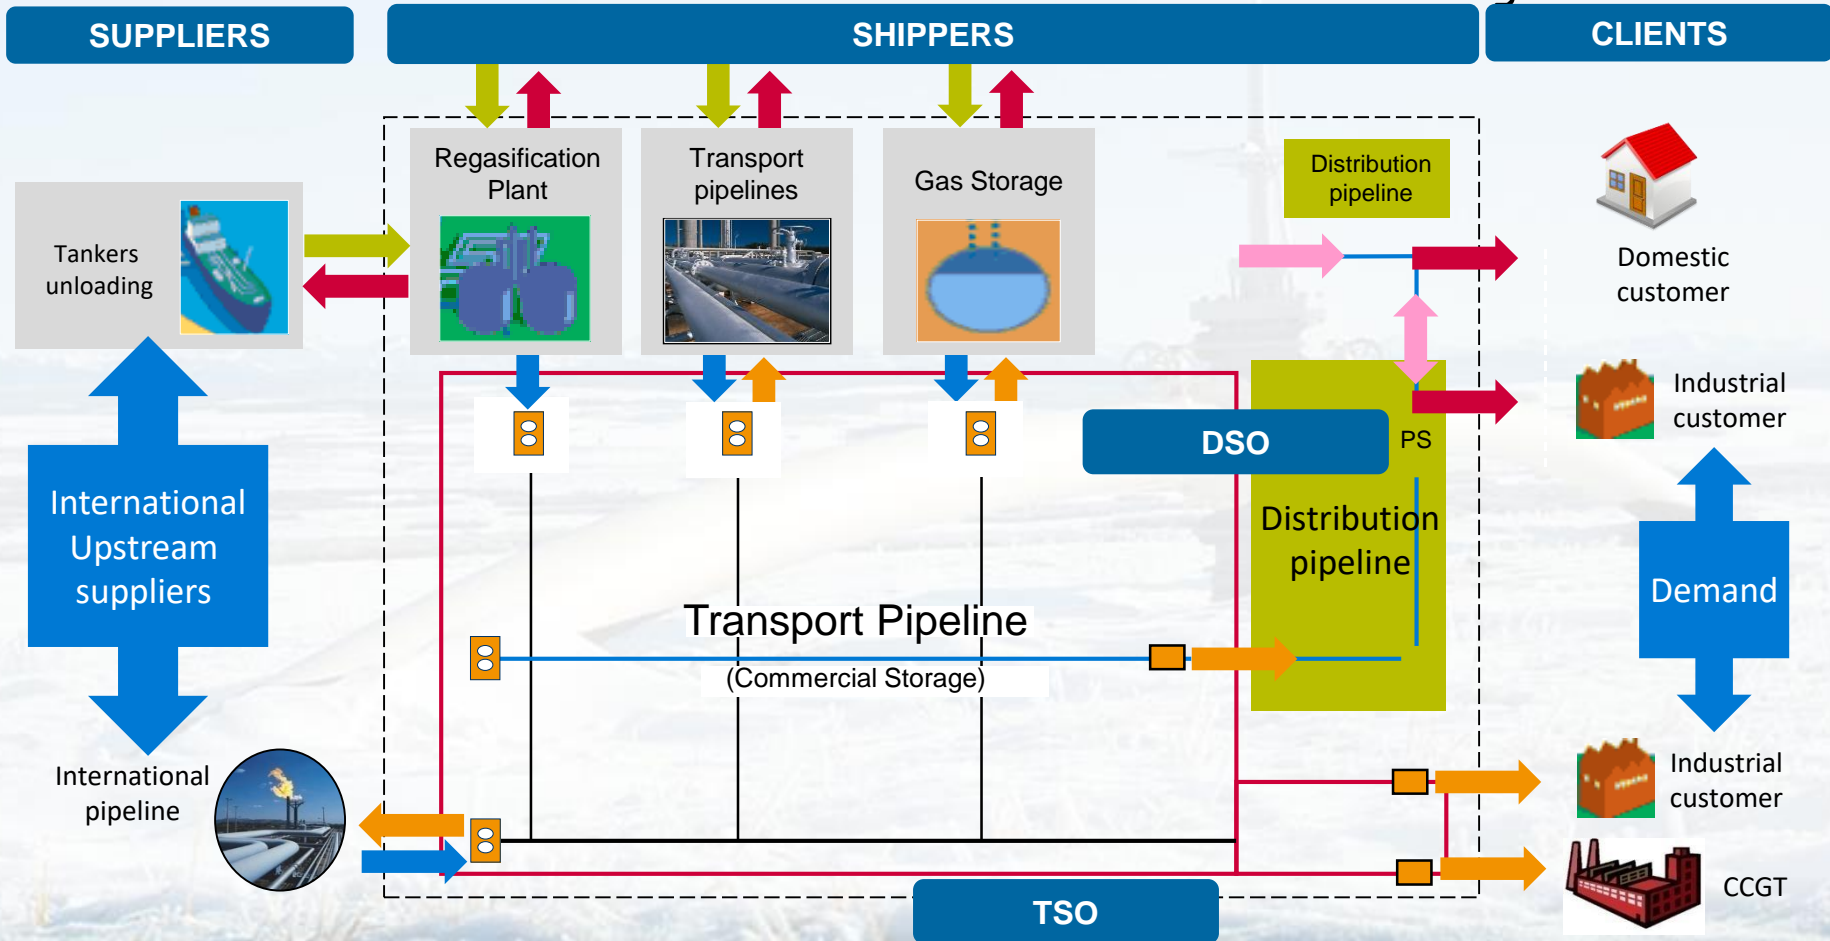 SUPPLIERS
SHIPPERS
CLIENTS
Regasification
Plant
Transport
pipelines
Gas Storage
Distribution
pipeline
Tankers
unloading
Domestic
customer
Industrial
customer
DSO
PS
International
Upstream
suppliers
Distribution
pipeline
Demand
Transport Pipeline
(Commercial Storage)
International
pipeline
Industrial
customer
CCGT
TSO